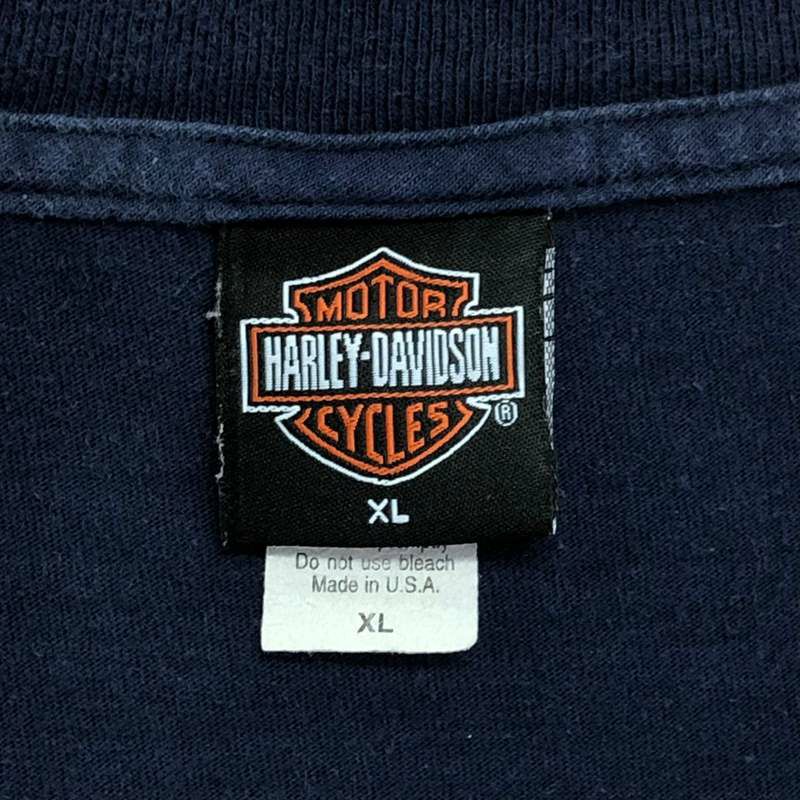 MOTOR
HARLEY-DAVIDSON
CYCLES ®
XL
Do not use bleach
Made in U.S.A.
XL